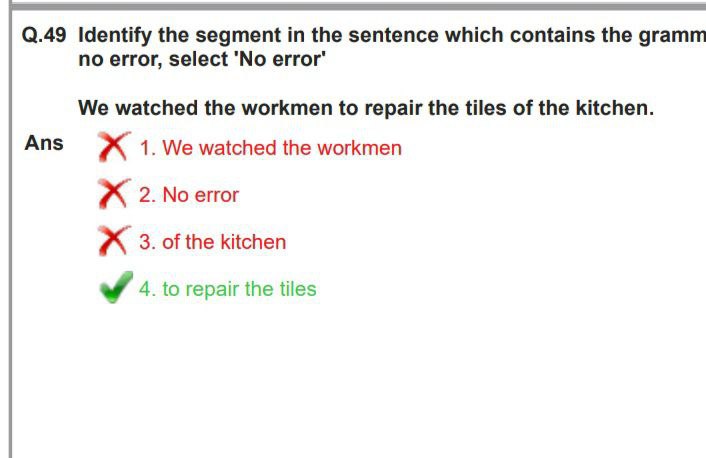 Q.49 Identify the segment in the sentence which contains the gramm
no error, select 'No error'
We watched the workmen to repair the tiles of the kitchen.
Ans 1. We watched the workmen
2. No error
3. of the kitchen
4. to repair the tiles